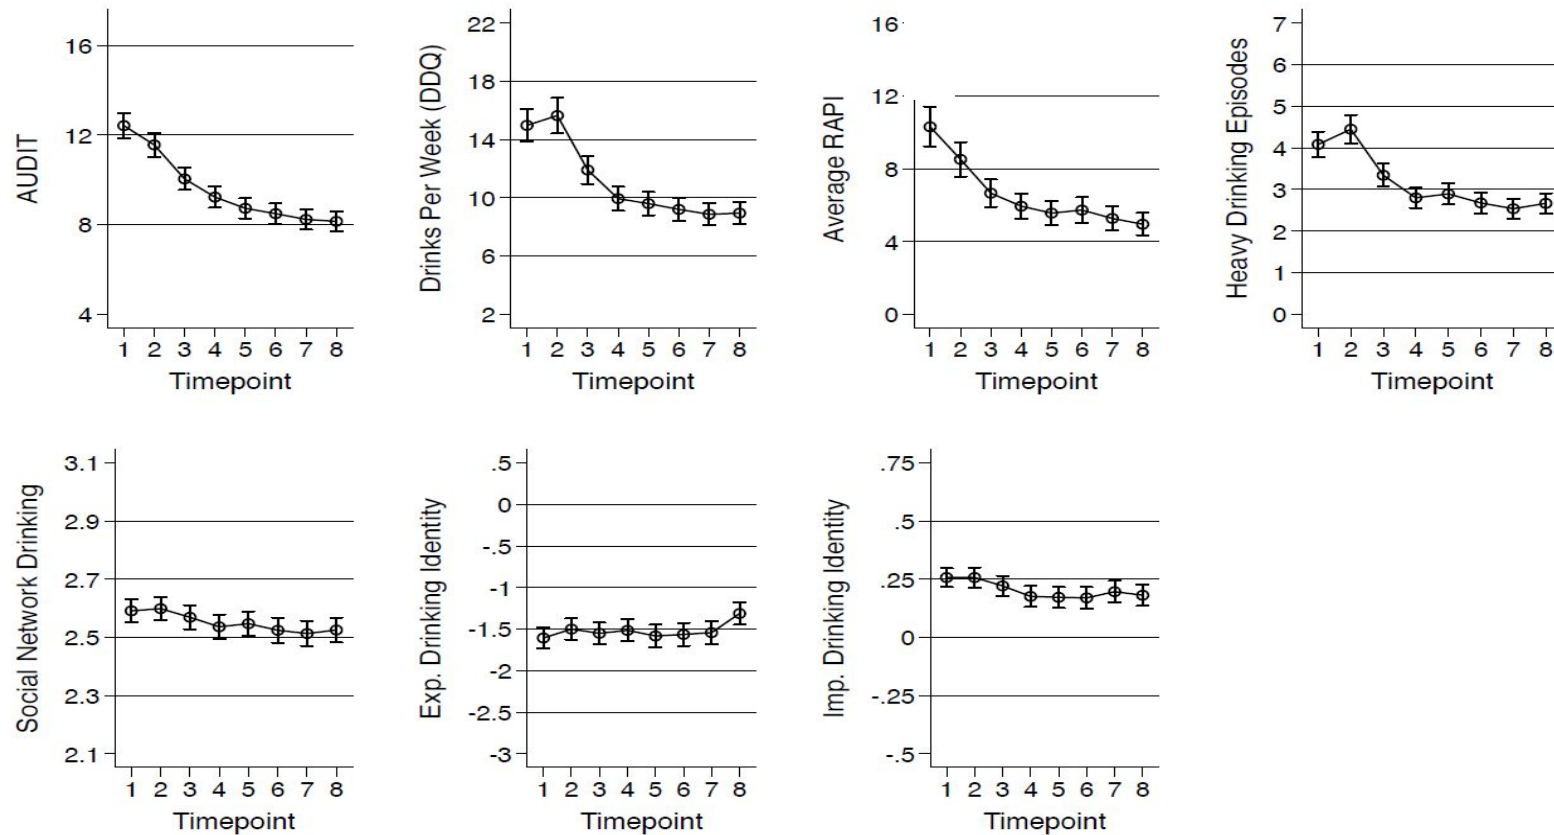 AUDIT
16
12
8
4
1 2 3 4 5 6 7 8
Timepoint
Drinks Per Week (DDQ)
22
18
14
10
6
2
1 2 3 4 5 6 7 8
Timepoint
Average RAPI
16
12
8
4
0
1 2 3 4 5 6 7 8
Timepoint
Heavy Drinking Episodes
7
6
5
4
3
2
1
0
1 2 3 4 5 6 7 8
Timepoint
Social Network Drinking
3.1
2.9
2.7
2.5
2.3
2.1
1 2 3 4 5 6 7 8
Timepoint
Exp. Drinking Identity
.5
0
-.5
-1
-1.5
-2
-2.5
-3
1 2 3 4 5 6 7 8
Timepoint
Imp. Drinking Identity
.75
.5
.25
0
-.25
-.5
1 2 3 4 5 6 7 8
Timepoint